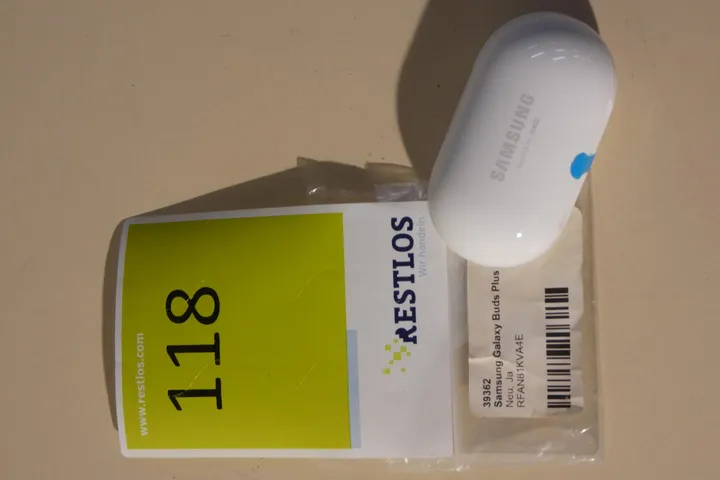 SAMSUNG
RESTLOS
Wir handeln
118
www.restlos.com
39362
Samsung Galaxy Buds Plus
Neu: Ja
RFAN81KVA4E